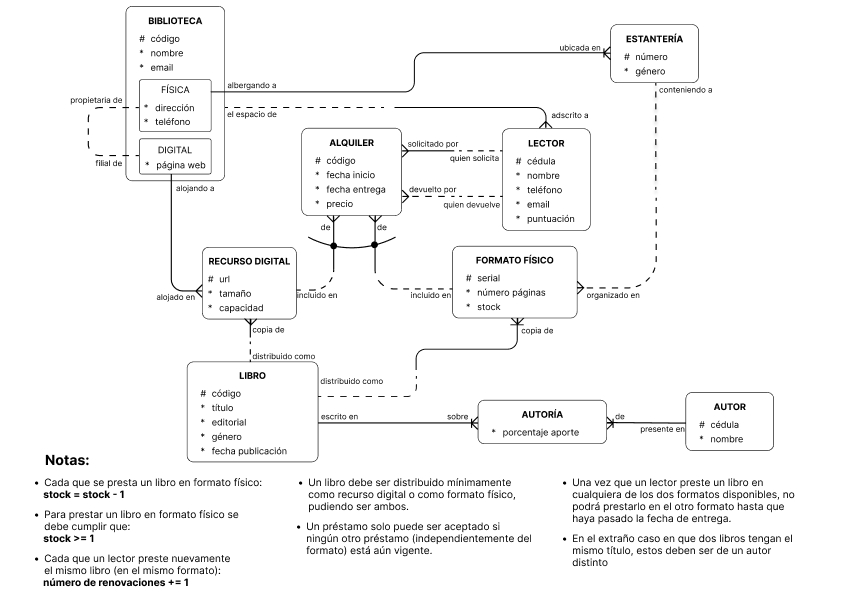 BIBLIOTECA
# código
* nombre
# email
FÍSICA
* dirección
* teléfono
DIGITAL
* página web
propietaria de
filial de
albergando a
ubicada en
ESTANTERÍA
# número
* género
conteniendo a
el espacio de
adscrito a
alojando a
ALQUILER
# código
* fecha inicio
* fecha entrega
* precio
solicitado por
quien solicita
devuelto por
quien devuelve
LECTOR
# cédula
* nombre
* teléfono
* email
* puntuación
de
de
RECURSO DIGITAL
# url
* tamaño
* capacidad
alojado en
incluido en
incluido en
FORMATO FÍSICO
# serial
* número páginas
* stock
organizado en
copia de
copia de
distribuido como
distribuido como
LIBRO
# código
* título
* editorial
* género
* fecha publicación
escrito en
sobre
AUTORÍA
* porcentaje aporte
de
presente en
AUTOR
# cédula
* nombre
Notas:
• Cada que se presta un libro en formato físico:
stock = stock - 1
• Para prestar un libro en formato físico se
debe cumplir que:
stock >= 1
• Cada que un lector preste nuevamente
el mismo libro (en el mismo formato):
número de renovaciones += 1
• Un libro debe ser distribuido mínimamente
como recurso digital o como formato físico,
pudiendo ser ambos.
• Un préstamo solo puede ser aceptado si
ningún otro préstamo (independientemente del
formato) está aún vigente.
• Una vez que un lector preste un libro en
cualquiera de los dos formatos disponibles, no
podrá prestarlo en el otro formato hasta que
haya pasado la fecha de entrega.
• En el extraño caso en que dos libros tengan el
mismo título, estos deben ser de un autor
distinto